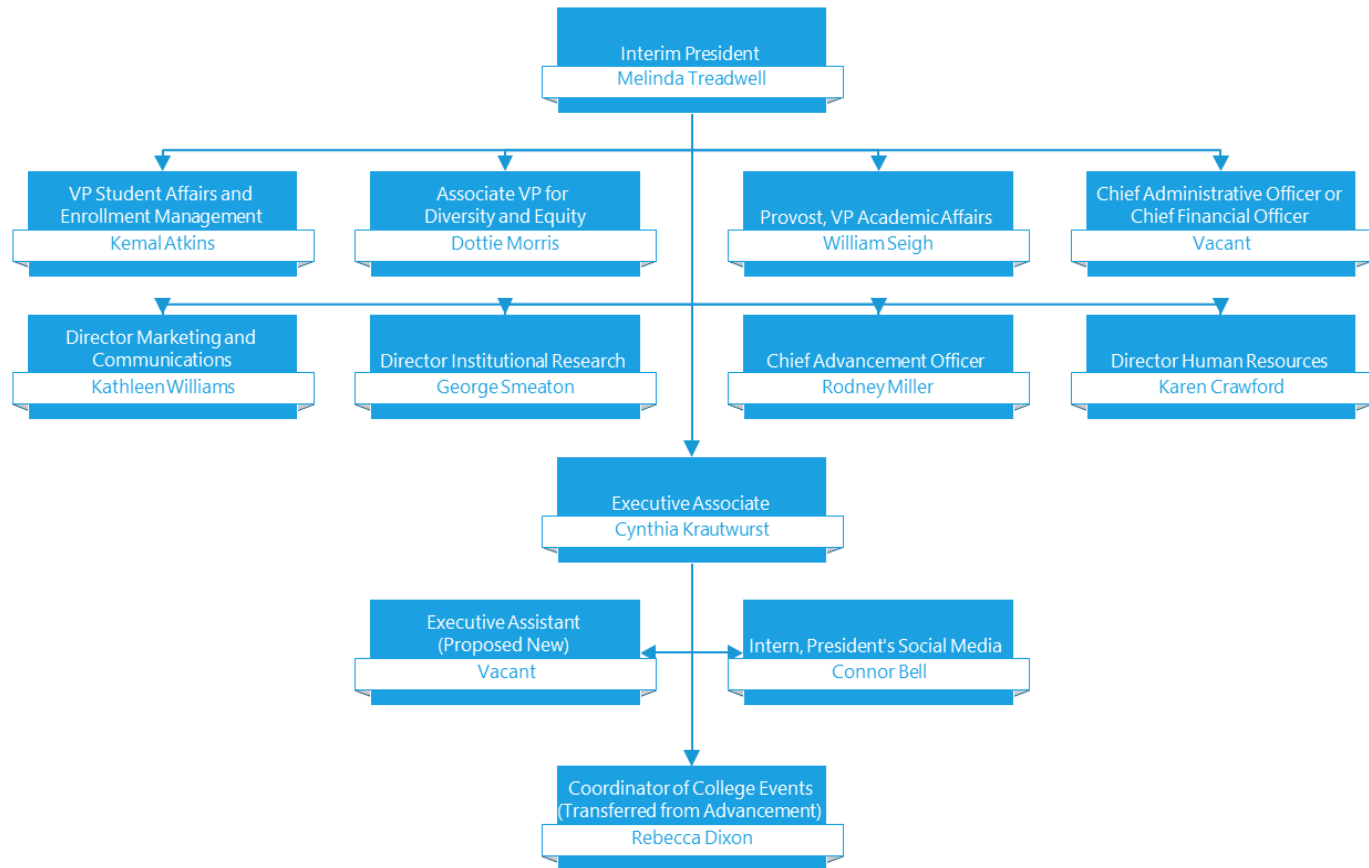 Interim President
Melinda Treadwell
VP Student Affairs and
Enrollment Management
Kemal Atkins
Associate VP for
Diversity and Equity
Dottie Morris
Provost, VP Academic Affairs
William Seigh
Chief Administrative Officer or
Chief Financial Officer
Vacant
Director Marketing and
Communications
Kathleen Williams
Director Institutional Research
George Smeaton
Chief Advancement Officer
Rodney Miller
Director Human Resources
Karen Crawford
Executive Associate
Cynthia Krautwurst
Executive Assistant
(Proposed New)
Vacant
Intern, President's Social Media
Connor Bell
Coordinator of College Events
(Transferred from Advancement)
Rebecca Dixon